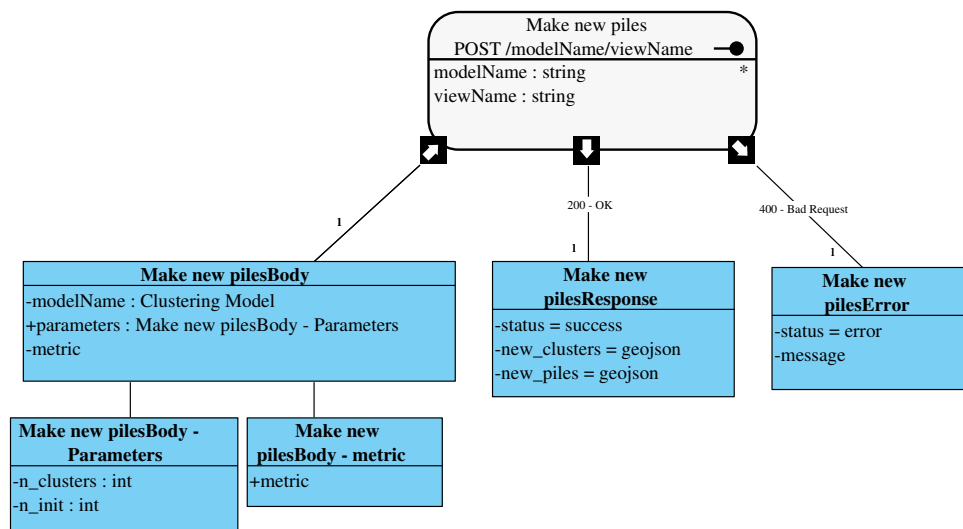 Make new piles
POST /modelName/viewName
modelName : string *
viewName : string
1
200 - OK
1
400 - Bad Request
1
Make new pilesBody
-modelName : Clustering Model
+parameters : Make new pilesBody - Parameters
-metric
Make new
pilesResponse
-status = success
-new_clusters = geojson
-new_piles = geojson
Make new
pilesError
-status = error
-message
Make new pilesBody -
Parameters
-n_clusters : int
-n_init : int
Make new
pilesBody - metric
+metric